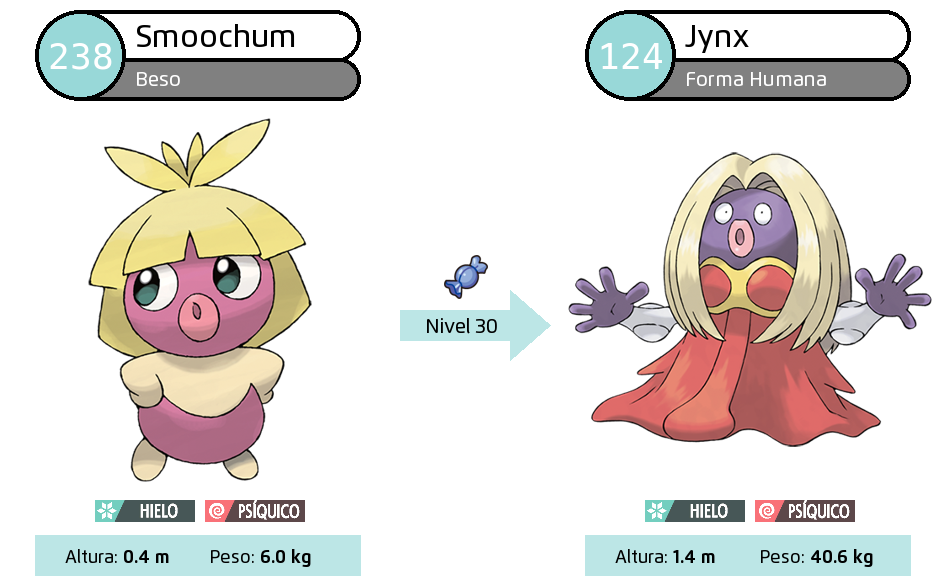 238
Smoochum
Beso
124
Jynx
Forma Humana
Nivel 30
HIELO PSÍQUICO
HIELO PSÍQUICO
Altura: 0.4 m Peso: 6.0 kg
Altura: 1.4 m Peso: 40.6 kg